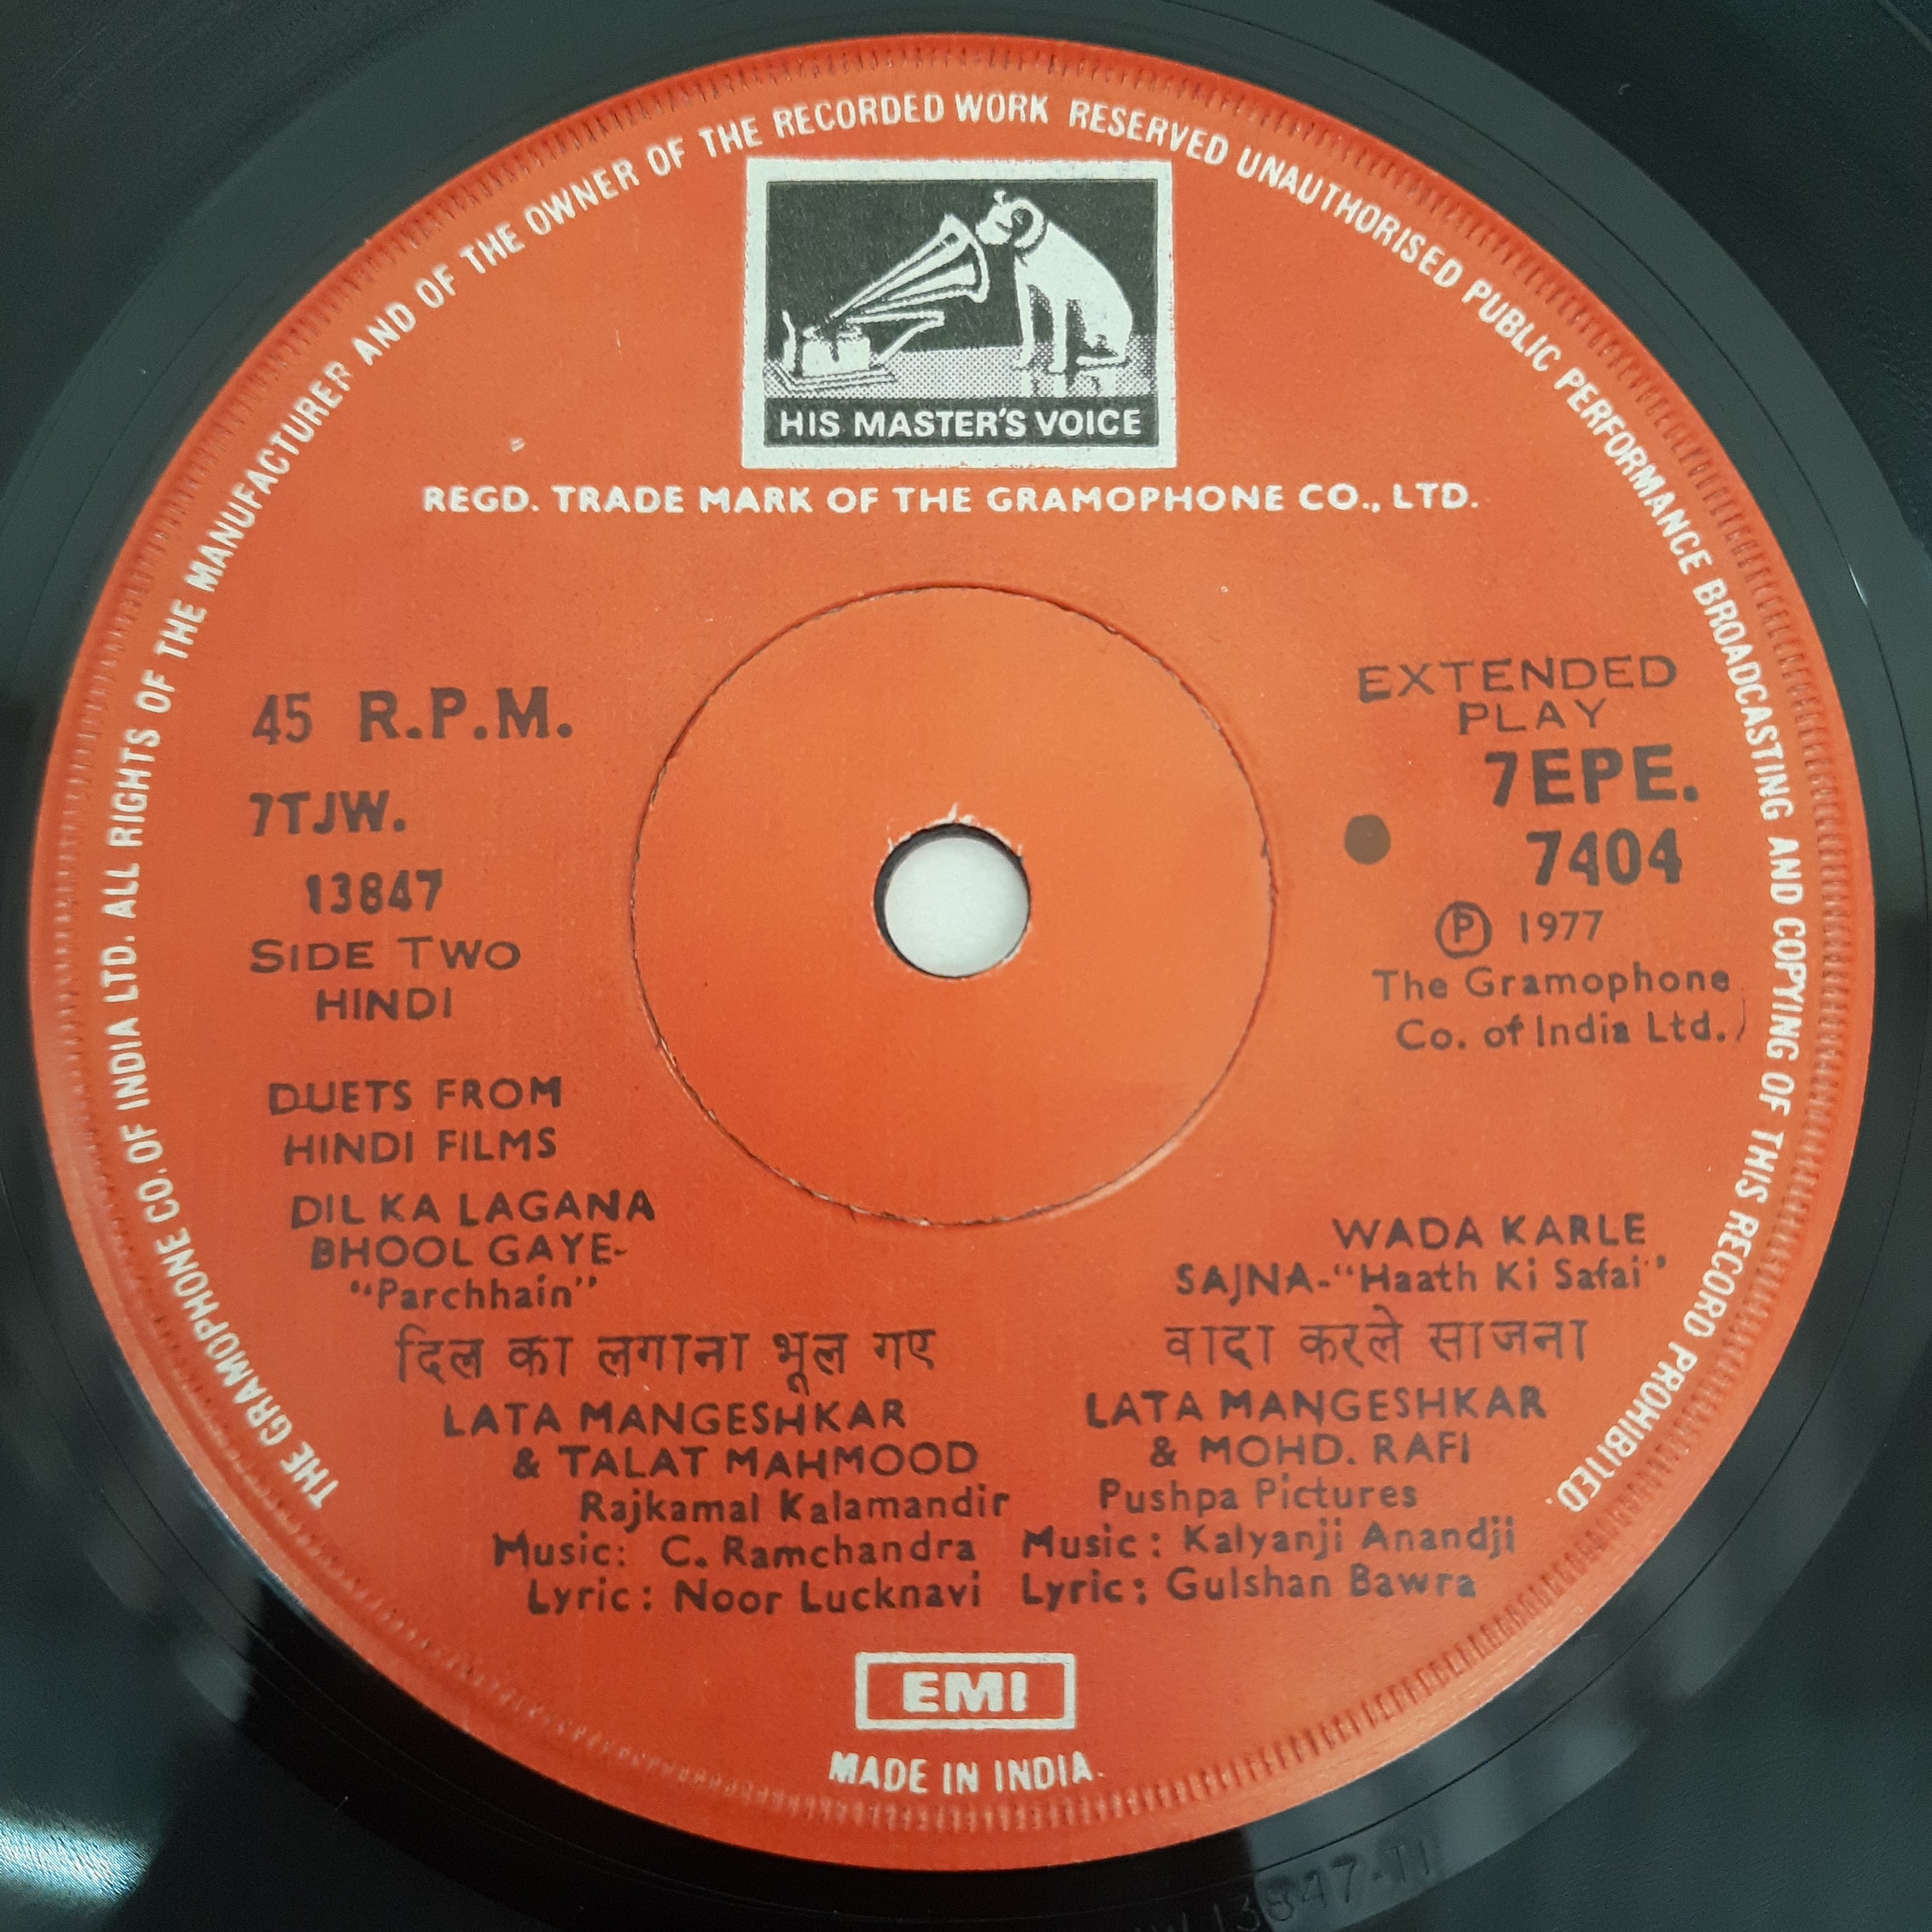 THE GRAMOPHONE CO. OF INDIA LTD. ALL RIGHTS OF THE MANUFACTURER AND OF THE OWNER OF THE RECORDED WORK RESERVED UNAUTHORISED PUBLIC PERFORMANCE BROADCASTING AND COPYING OF THIS RECORD PROHIBITED.
HIS MASTER'S VOICE
REGD. TRADE MARK OF THE GRAMOPHONE CO., LTD.
45 R.P.M.
7TJW.
13847
SIDE TWO
HINDI
EXTENDED
PLAY
7EPE.
7404
Ⓟ 1977
The Gramophone
Co. of India Ltd.
DUETS FROM
HINDI FILMS
DIL KA LAGANA
BHOOL GAYE-
"Parchhain"
दिल का लगाना भूल गए
LATA MANGESHKAR
& TALAT MAHMOOD
Rajkamal Kalamandir
Music: C. Ramchandra
Lyric: Noor Lucknavi
WADA KARLE
SAJNA-"Haath Ki Safai"
वादा करले साजना
LATA MANGESHKAR
& MOHD. RAFI
Pushpa Pictures
Music: Kalyanji Anandji
Lyric: Gulshan Bawra
EMI
MADE IN INDIA.
13847-T1